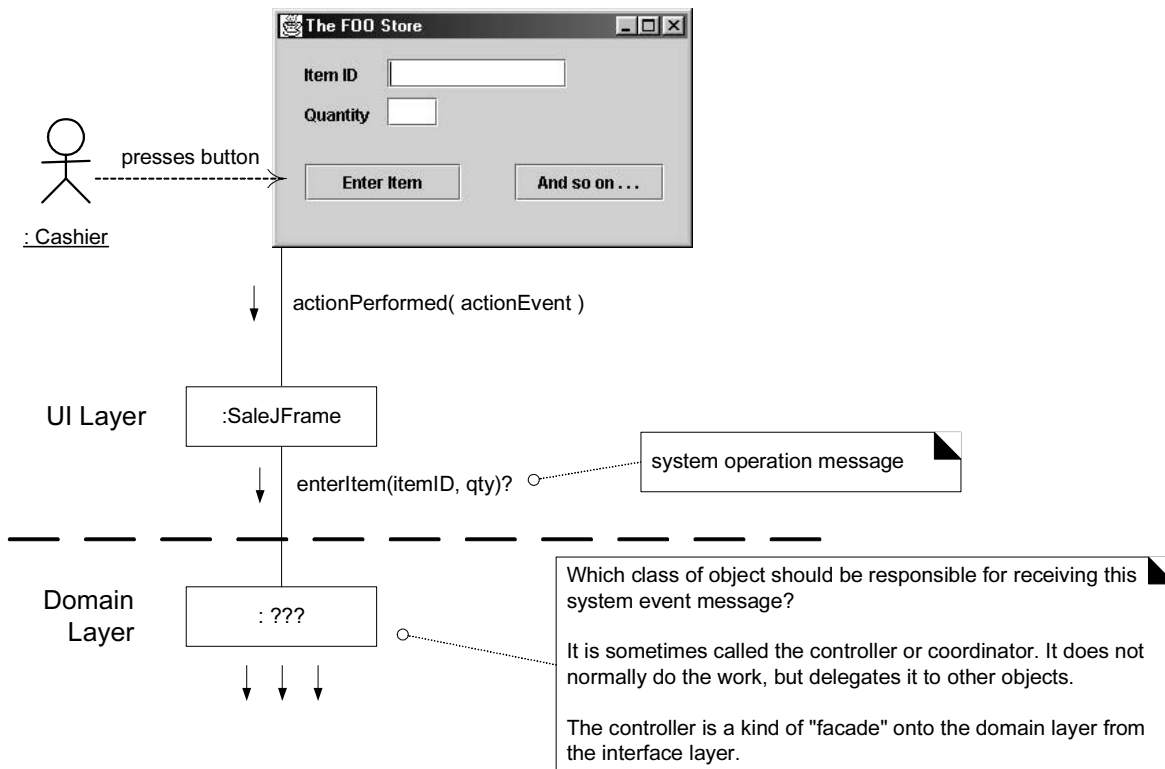 The FOO Store
Item ID
Quantity
presses button
Enter Item
And so on . . .
: Cashier
actionPerformed( actionEvent )
UI Layer
:SaleJFrame
system operation message
enterItem(itemID, qty)?
Domain
Layer
: ???
Which class of object should be responsible for receiving this
system event message?
It is sometimes called the controller or coordinator. It does not
normally do the work, but delegates it to other objects.
The controller is a kind of "facade" onto the domain layer from
the interface layer.